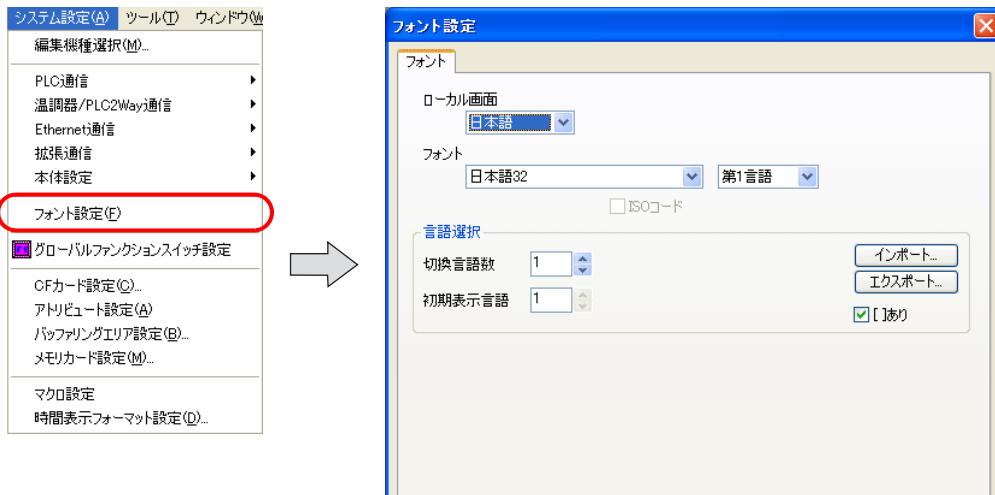 システム設定(A) ツール(T) ウィンドウ(W
編集機種選択(M)...
PLC通信
温調器/PLC2Way通信
Ethernet通信
拡張通信
本体設定
フォント設定(F)
グローバルファンクションスイッチ設定
CFカード設定(C)...
アトリビュート設定(A)
バッファリングエリア設定(B)...
メモリカード設定(M)...
マクロ設定
時間表示フォーマット設定(D)...
フォント設定
フォント
ローカル画面
日本語
フォント
日本語32 第1言語
ISOコード
言語選択
切換言語数 1
初期表示言語 1
インポート...
エクスポート...
[ ]あり